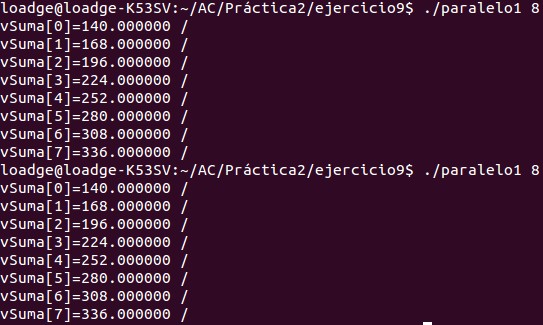 loadge@loadge-K53SV:~/AC/Práctica2/ejercicio9$ ./paralelo1 8
vSuma[0]=140.000000 /
vSuma[1]=168.000000 /
vSuma[2]=196.000000 /
vSuma[3]=224.000000 /
vSuma[4]=252.000000 /
vSuma[5]=280.000000 /
vSuma[6]=308.000000 /
vSuma[7]=336.000000 /
loadge@loadge-K53SV:~/AC/Práctica2/ejercicio9$ ./paralelo1 8
vSuma[0]=140.000000 /
vSuma[1]=168.000000 /
vSuma[2]=196.000000 /
vSuma[3]=224.000000 /
vSuma[4]=252.000000 /
vSuma[5]=280.000000 /
vSuma[6]=308.000000 /
vSuma[7]=336.000000 /